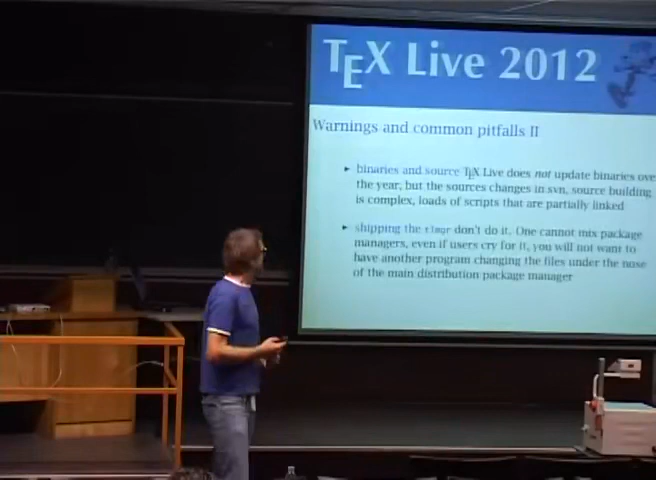 TEX Live 2012
Warnings and common pitfalls II
▸ binaries and source TEX Live does not update binaries over
the year, but the sources changes in svn, source building
is complex, loads of scripts that are partially linked
▸ shipping the tlmgr don't do it. One cannot mix package
managers, even if users cry for it, you will not want to
have another program changing the files under the nose
of the main distribution package manager